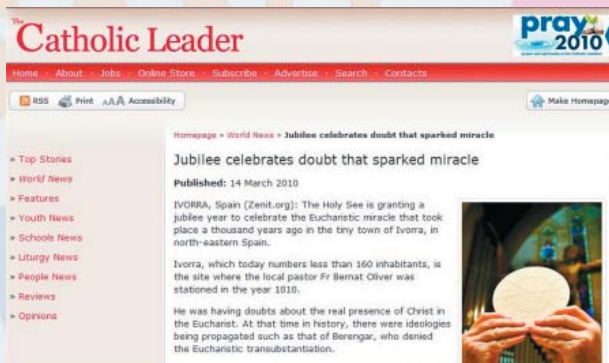 The
Catholic Leader
pray
2010
Home · About · Jobs · Online Store · Subscribe · Advertise · Search · Contacts
RSS Print AAA Accessibility
Make Homepage
Homepage » World News » Jubilee celebrates doubt that sparked miracle
» Top Stories
» World News
» Features
» Youth News
» Schools News
» Liturgy News
» People News
» Reviews
» Opinions
Jubilee celebrates doubt that sparked miracle
Published: 14 March 2010
IVORRA, Spain (Zenit.org): The Holy See is granting a
jubilee year to celebrate the Eucharistic miracle that took
place a thousand years ago in the tiny town of Ivorra, in
north-eastern Spain.
Ivorra, which today numbers less than 160 inhabitants, is
the site where the local pastor Fr Bernat Oliver was
stationed in the year 1010.
He was having doubts about the real presence of Christ in
the Eucharist. At that time in history, there were ideologies
being propagated such as that of Berengar, who denied
the Eucharistic transubstantiation.